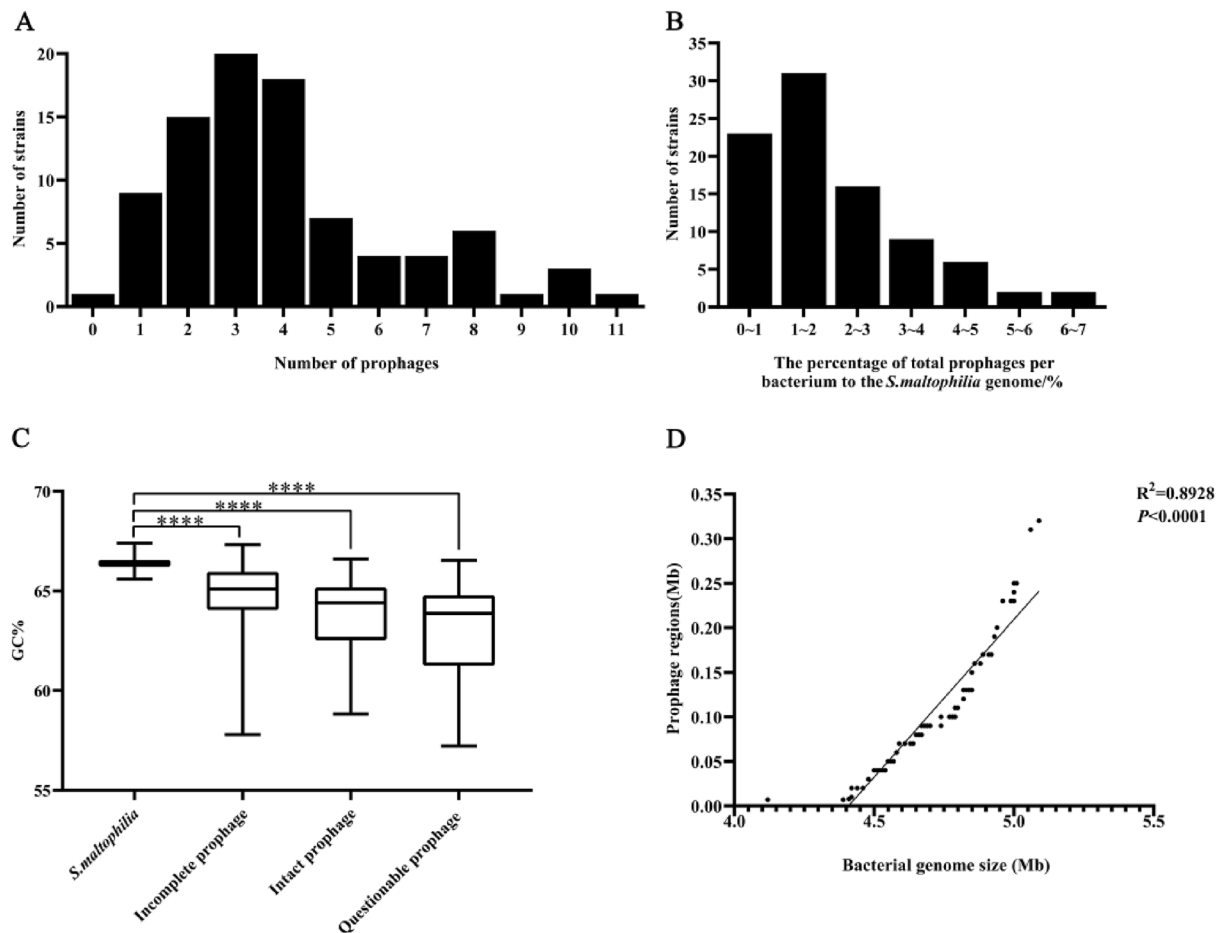 A
Number of strains
20
15
10
5
0
0 1 2 3 4 5 6 7 8 9 10 11
Number of prophages
B
Number of strains
35
30
25
20
15
10
5
0
0~1 1~2 2~3 3~4 4~5 5~6 6~7
The percentage of total prophages per
bacterium to the S.maltophilia genome/%
C
GC%
70
65
60
55
****
****
****
S.maltophilia
Incomplete prophage
Intact prophage
Questionable prophage
D
R²=0.8928
P<0.0001
Prophage regions(Mb)
0.35
0.30
0.25
0.20
0.15
0.10
0.05
0.00
4.0 4.5 5.0 5.5
Bacterial genome size (Mb)